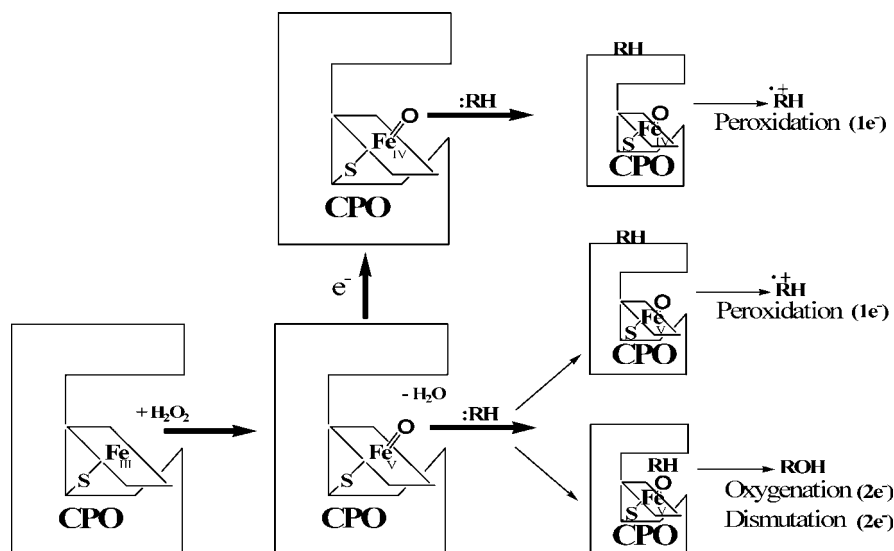 RH
O
:RH
O
• +
RH
Fe
IV
Fe
IV
Peroxidation (1e⁻)
S
S
CPO
CPO
RH
e⁻
• +
RH
O
Fe
V
Peroxidation (1e⁻)
S
CPO
- H₂O
+ H₂O₂
:RH
O
RH
ROH
Fe
III
Fe
V
O
Fe
V
Oxygenation (2e⁻)
S
S
S
Dismutation (2e⁻)
CPO
CPO
CPO